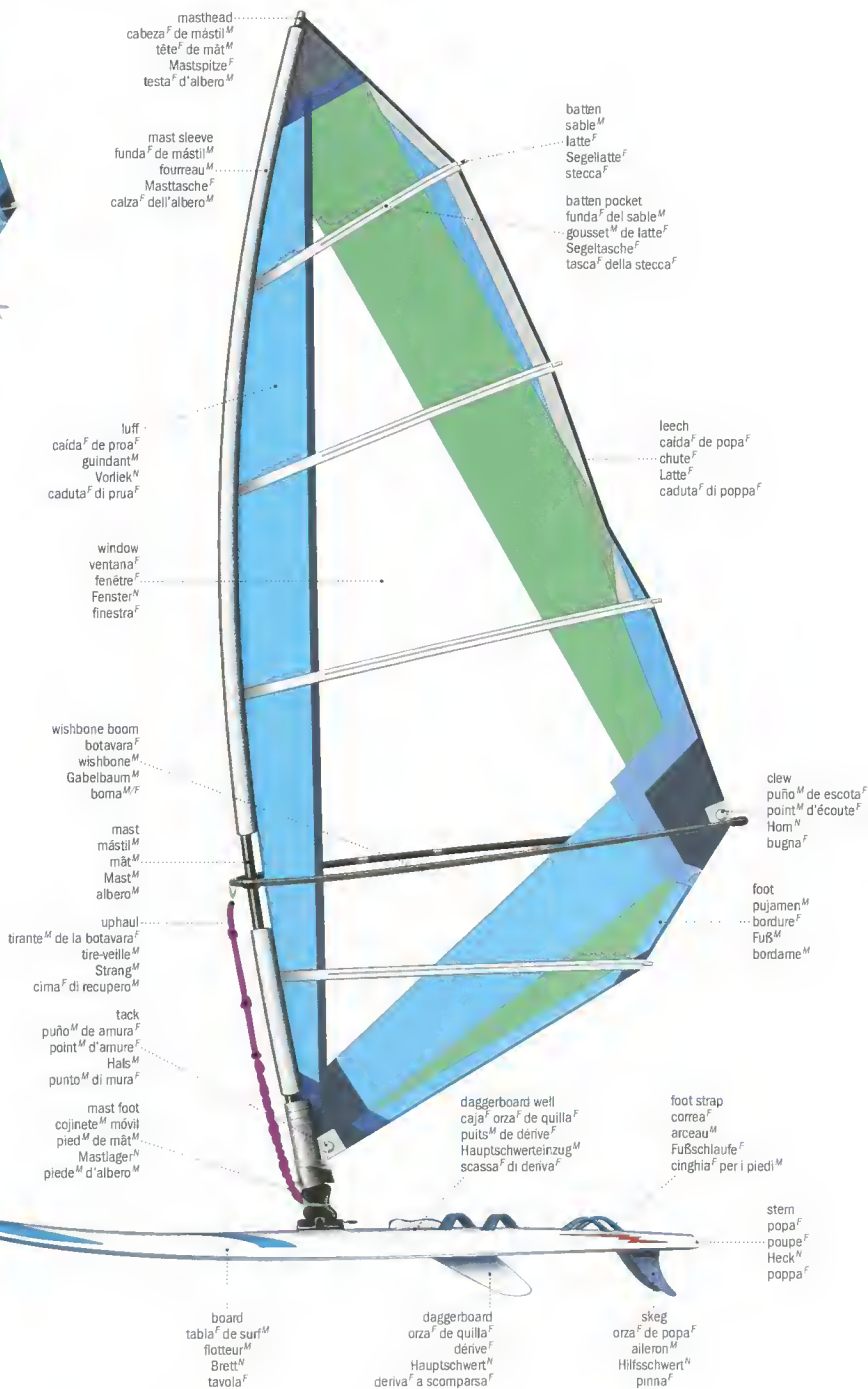 masthead
cabeza^F de mástil^M
tête^F de mât^M
Mastspitze^F
testa^F d'albero^M
mast sleeve
funda^F de mástil^M
fourreau^M
Masttasche^F
calza^F dell'albero^M
batten
sable^M
latte^F
Segellatte^F
stecca^F
batten pocket
funda^F del sable^M
gousset^M de latte^F
Segeltasche^F
tasca^F della stecca^F
luff
caída^F de proa^F
guindant^M
Vorliek^N
caduta^F di prua^F
leech
caída^F de popa^F
chute^F
Latte^F
caduta^F di poppa^F
window
ventana^F
fenêtre^F
Fenster^N
finestra^F
wishbone boom
botavara^F
wishbone^M
Gabelbaum^M
boma^M/F
clew
puño^M de escota^F
point^M d'écoute^F
Horn^N
bugna^F
mast
mástil^M
mât^M
Mast^M
albero^M
foot
pujamen^M
bordure^F
Fuß^M
bordame^M
uphaul
tirante^M de la botavara^F
tire-veille^M
Strang^M
cima^F di recupero^M
tack
puño^M de amura^F
point^M d'amure^F
Hals^M
punto^M di mura^F
mast foot
cojinete^M móvil
pied^M de mât^M
Mastlager^N
piede^M d'albero^M
daggerboard well
caja^F orza^F de quilla^F
puits^M de dérive^F
Hauptschwerteinzug^M
scassa^F di deriva^F
foot strap
correa^F
arceau^M
Fußschlaufe^F
cinghia^F per i piedi^M
stern
popa^F
poupe^F
Heck^N
poppa^F
board
tabla^F de surf^M
flotteur^M
Brett^N
tavola^F
daggerboard
orza^F de quilla^F
dérive^F
Hauptschwert^N
deriva^F a scomparsa^F
skeg
orza^F de popa^F
aileron^M
Hilfsschwert^N
pinna^F